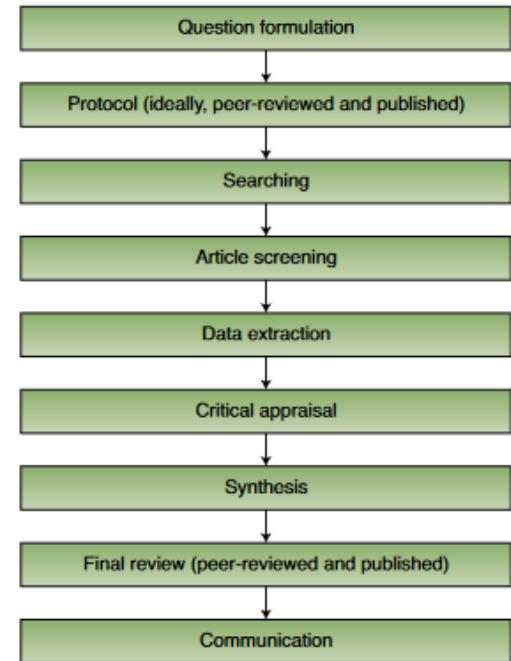 Question formulation
Protocol (ideally, peer-reviewed and published)
Searching
Article screening
Data extraction
Critical appraisal
Synthesis
Final review (peer-reviewed and published)
Communication